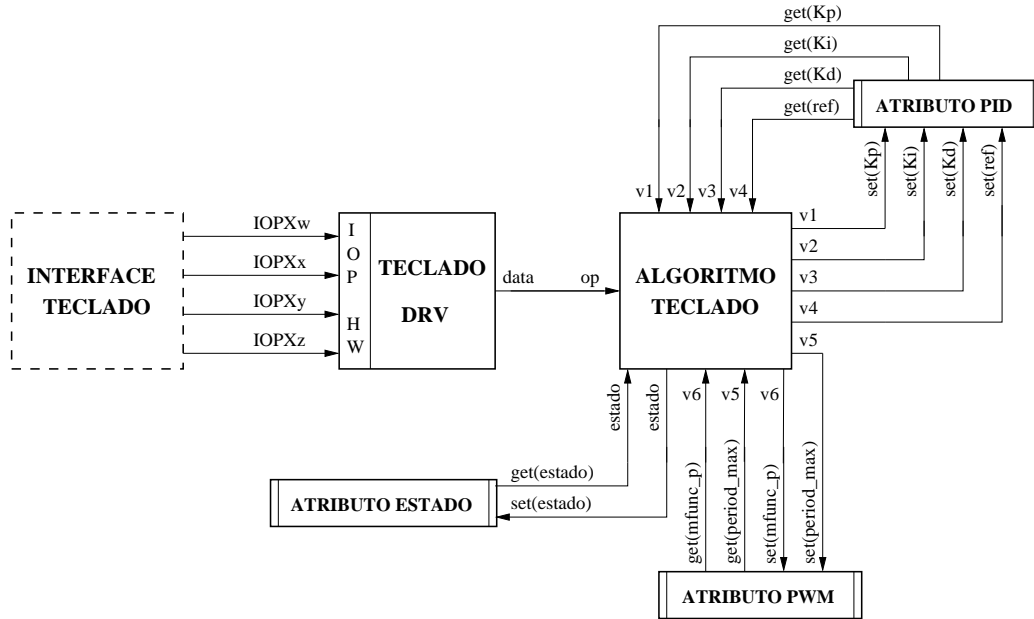 get(Kp)
get(Ki)
get(Kd)
get(ref)
ATRIBUTO PID
set(Kp)
set(Ki)
set(Kd)
set(ref)
v1
v2
v3
v4
INTERFACE
TECLADO
IOPXw
IOPXx
IOPXy
IOPXz
I
O
P
H
W
TECLADO
DRV
data
op
ALGORITMO
TECLADO
v1
v2
v3
v4
v5
estado
estado
v6
v5
v6
get(estado)
set(estado)
ATRIBUTO ESTADO
get(mfunc_p)
get(period_max)
set(mfunc_p)
set(period_max)
ATRIBUTO PWM